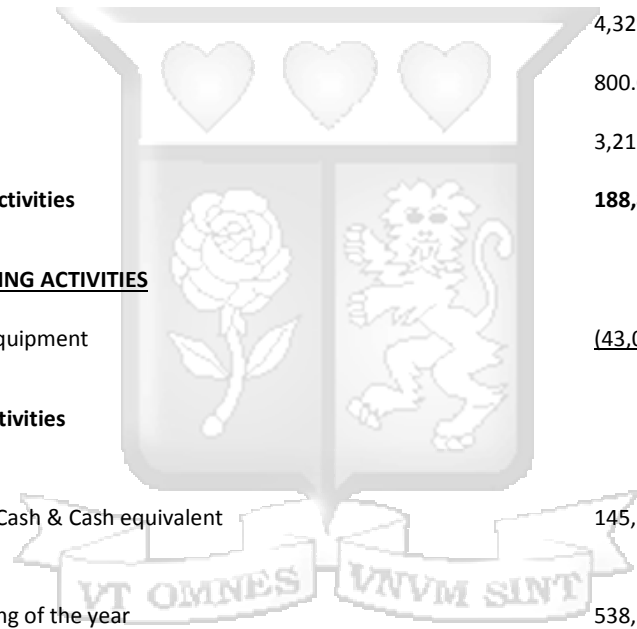 4,32
800.
3,21
ctivities 188,
ING ACTIVITIES
quipment (43,0
tivities
Cash & Cash equivalent 145,
VT OMNES VNVM SINT
ng of the year 538,